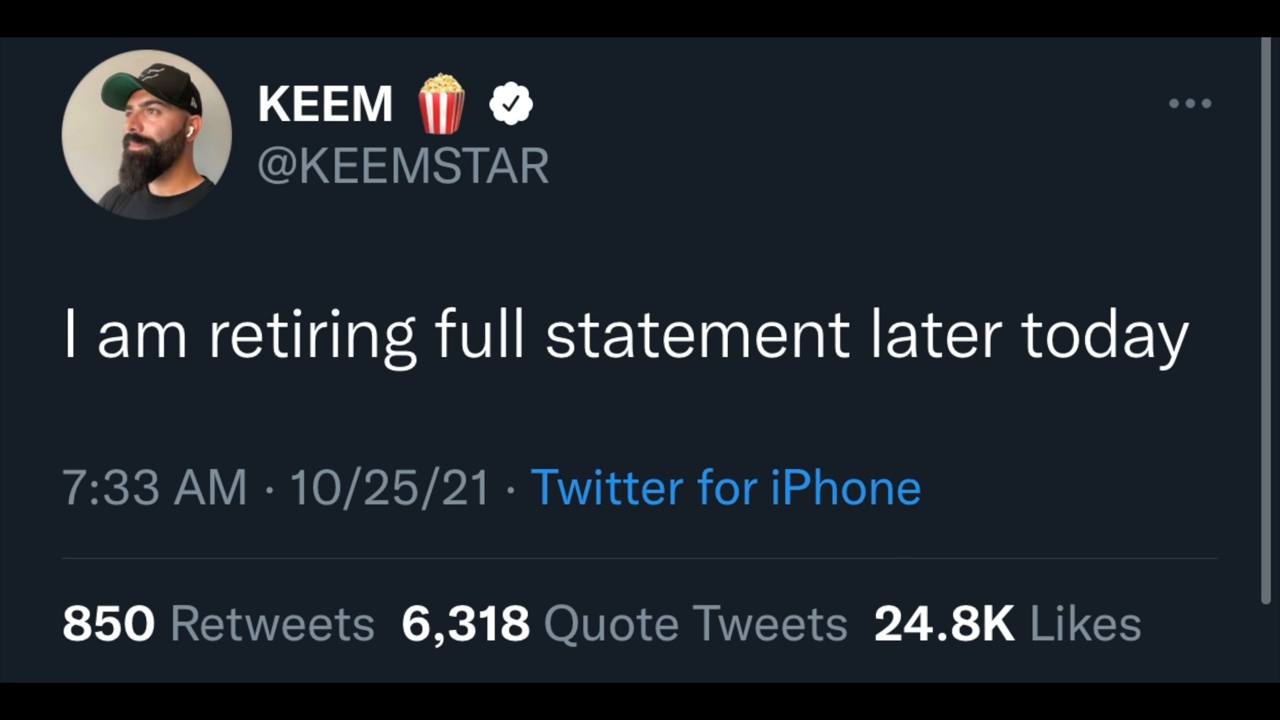 KEEM 🍿
@KEEMSTAR
I am retiring full statement later today
7:33 AM · 10/25/21 · Twitter for iPhone
850 Retweets 6,318 Quote Tweets 24.8K Likes